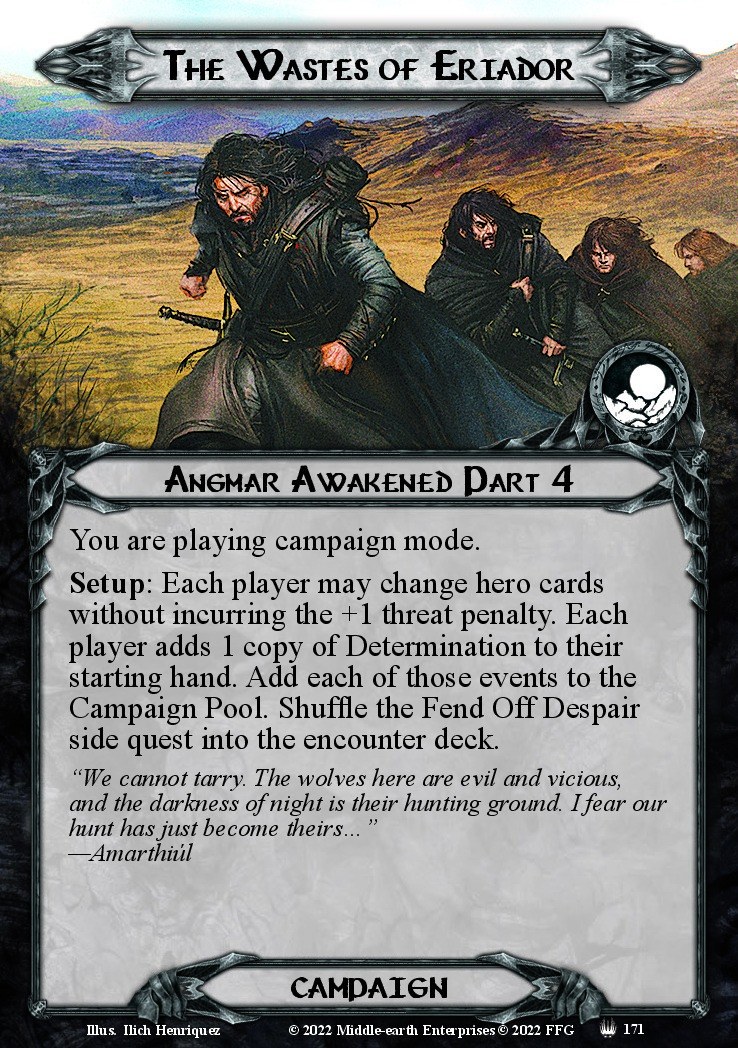 The Wastes of Eriador
Angmar Awakened Part 4
You are playing campaign mode.
Setup: Each player may change hero cards
without incurring the +1 threat penalty. Each
player adds 1 copy of Determination to their
starting hand. Add each of those events to the
Campaign Pool. Shuffle the Fend Off Despair
side quest into the encounter deck.
“We cannot tarry. The wolves here are evil and vicious,
and the darkness of night is their hunting ground. I fear our
hunt has just become theirs…”
—Amarthiúl
CAMPAIGN
Illus. Ilich Henriquez © 2022 Middle-earth Enterprises © 2022 FFG 171